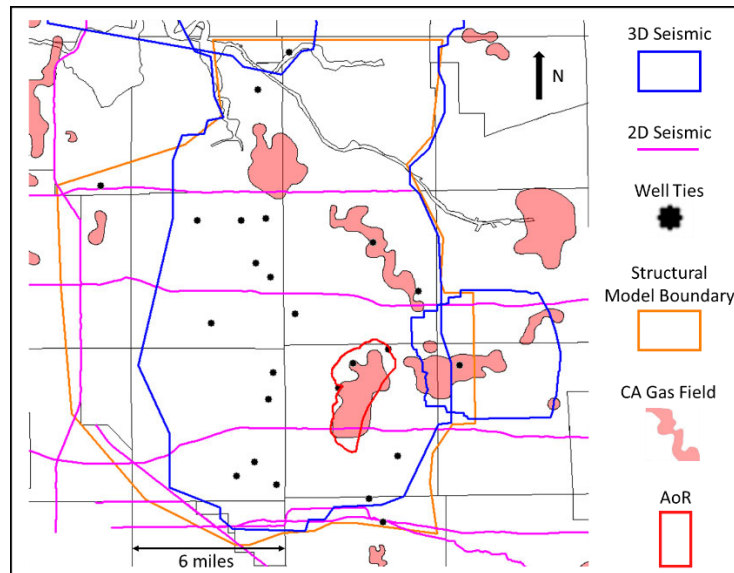 N
6 miles
3D Seismic
2D Seismic
Well Ties
Structural
Model Boundary
CA Gas Field
AoR